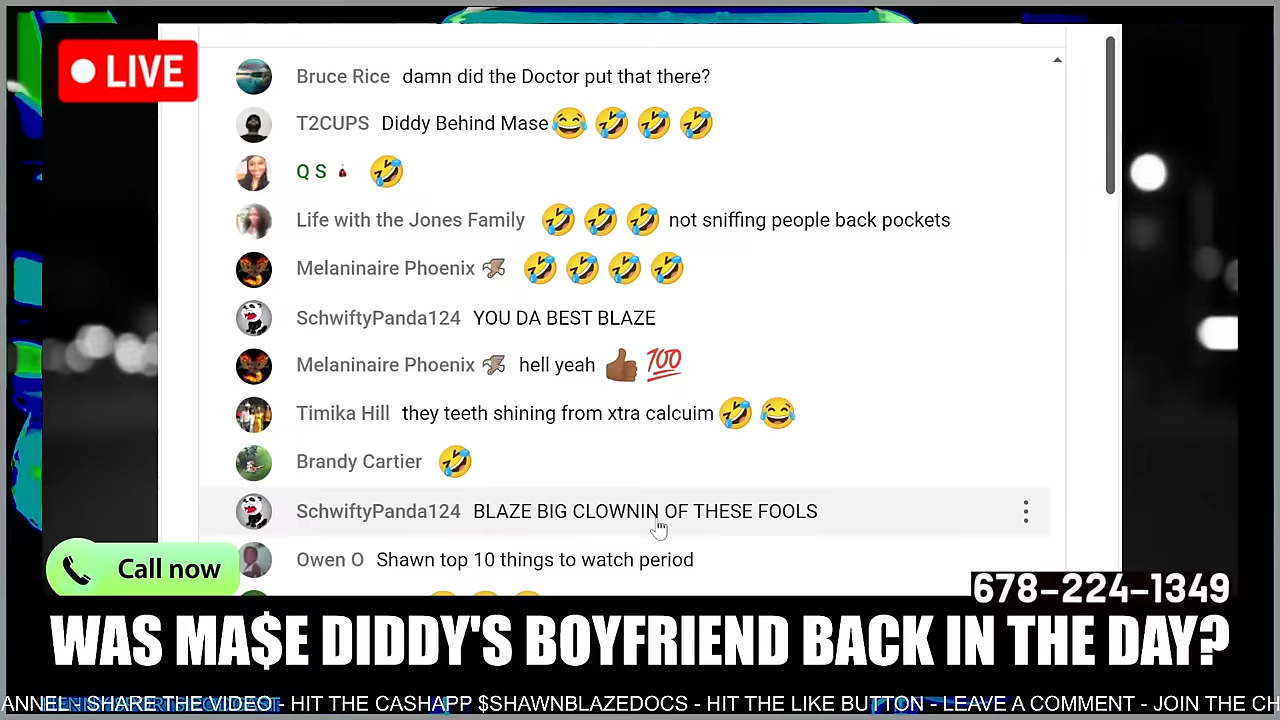 LIVE
Bruce Rice damn did the Doctor put that there?
T2CUPS Diddy Behind Mase😂🤣🤣🤣
Q S 🤣
Life with the Jones Family 🤣🤣🤣 not sniffing people back pockets
Melaninaire Phoenix 🤣🤣🤣🤣
SchwiftyPanda124 YOU DA BEST BLAZE
Melaninaire Phoenix hell yeah 👍🏾💯
Timika Hill they teeth shining from xtra calcuim🤣😂
Brandy Cartier 🤣
SchwiftyPanda124 BLAZE BIG CLOWNIN OF THESE FOOLS
Owen O Shawn top 10 things to watch period
Call now
678-224-1349
WAS MA$E DIDDY'S BOYFRIEND BACK IN THE DAY?
ANNEL - SHARE THE VIDEO! - HIT THE CASHAPP $SHAWNBLAZEDOCS - HIT THE LIKE BUTTON - LEAVE A COMMENT - JOIN THE CH